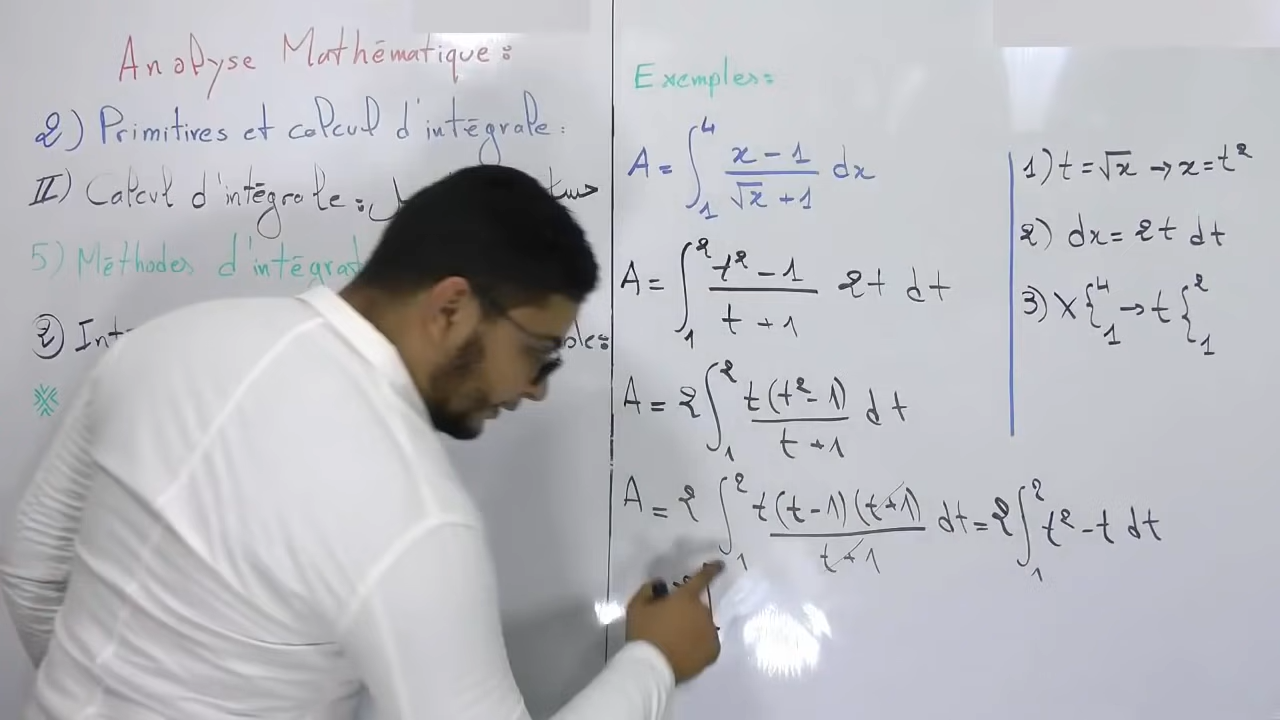 Analyse Mathématique :
2) Primitives et calcul d'intégrale :
II) Calcul d'intégrale :
5) Méthodes d'intégrat
② Int
✳
Exemples :
A = ∫₁⁴ (x - 1)/(√x + 1) dx
A = ∫₁² (t² - 1)/(t + 1) 2t dt
A = 2∫₁² t(t² - 1)/(t + 1) dt
A = 2∫₁² t(t - 1)(t + 1)/(t + 1) dt = 2∫₁² t² - t dt
1) t = √x → x = t²
2) dx = 2t dt
3) x{₁⁴ → t{₁²